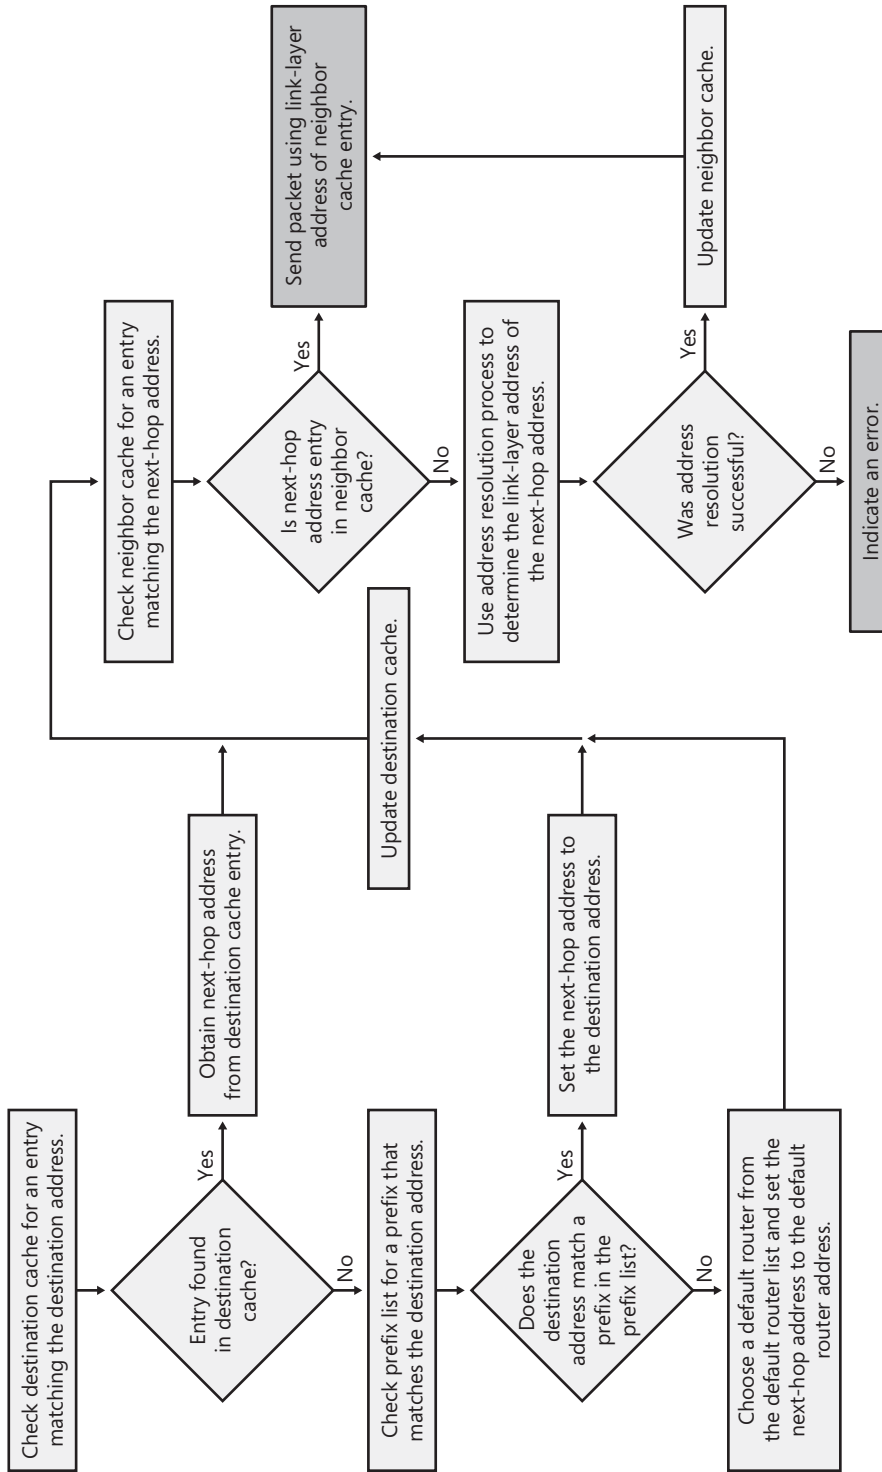 Check destination cache for an entry
matching the destination address.
Entry found
in destination
cache?
Yes
No
Obtain next-hop address
from destination cache entry.
Check prefix list for a prefix that
matches the destination address.
Does the
destination
address match a
prefix in the
prefix list?
Yes
No
Set the next-hop address to
the destination address.
Choose a default router from
the default router list and set the
next-hop address to the default
router address.
Update destination cache.
Check neighbor cache for an entry
matching the next-hop address.
Is next-hop
address entry
in neighbor
cache?
Yes
No
Send packet using link-layer
address of neighbor
cache entry.
Use address resolution process to
determine the link-layer address of
the next-hop address.
Was address
resolution
successful?
Yes
No
Update neighbor cache.
Indicate an error.